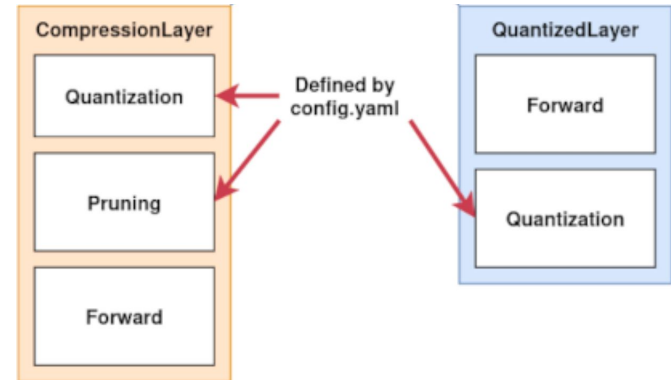 CompressionLayer
Quantization
Pruning
Forward
Defined by
config.yaml
QuantizedLayer
Forward
Quantization